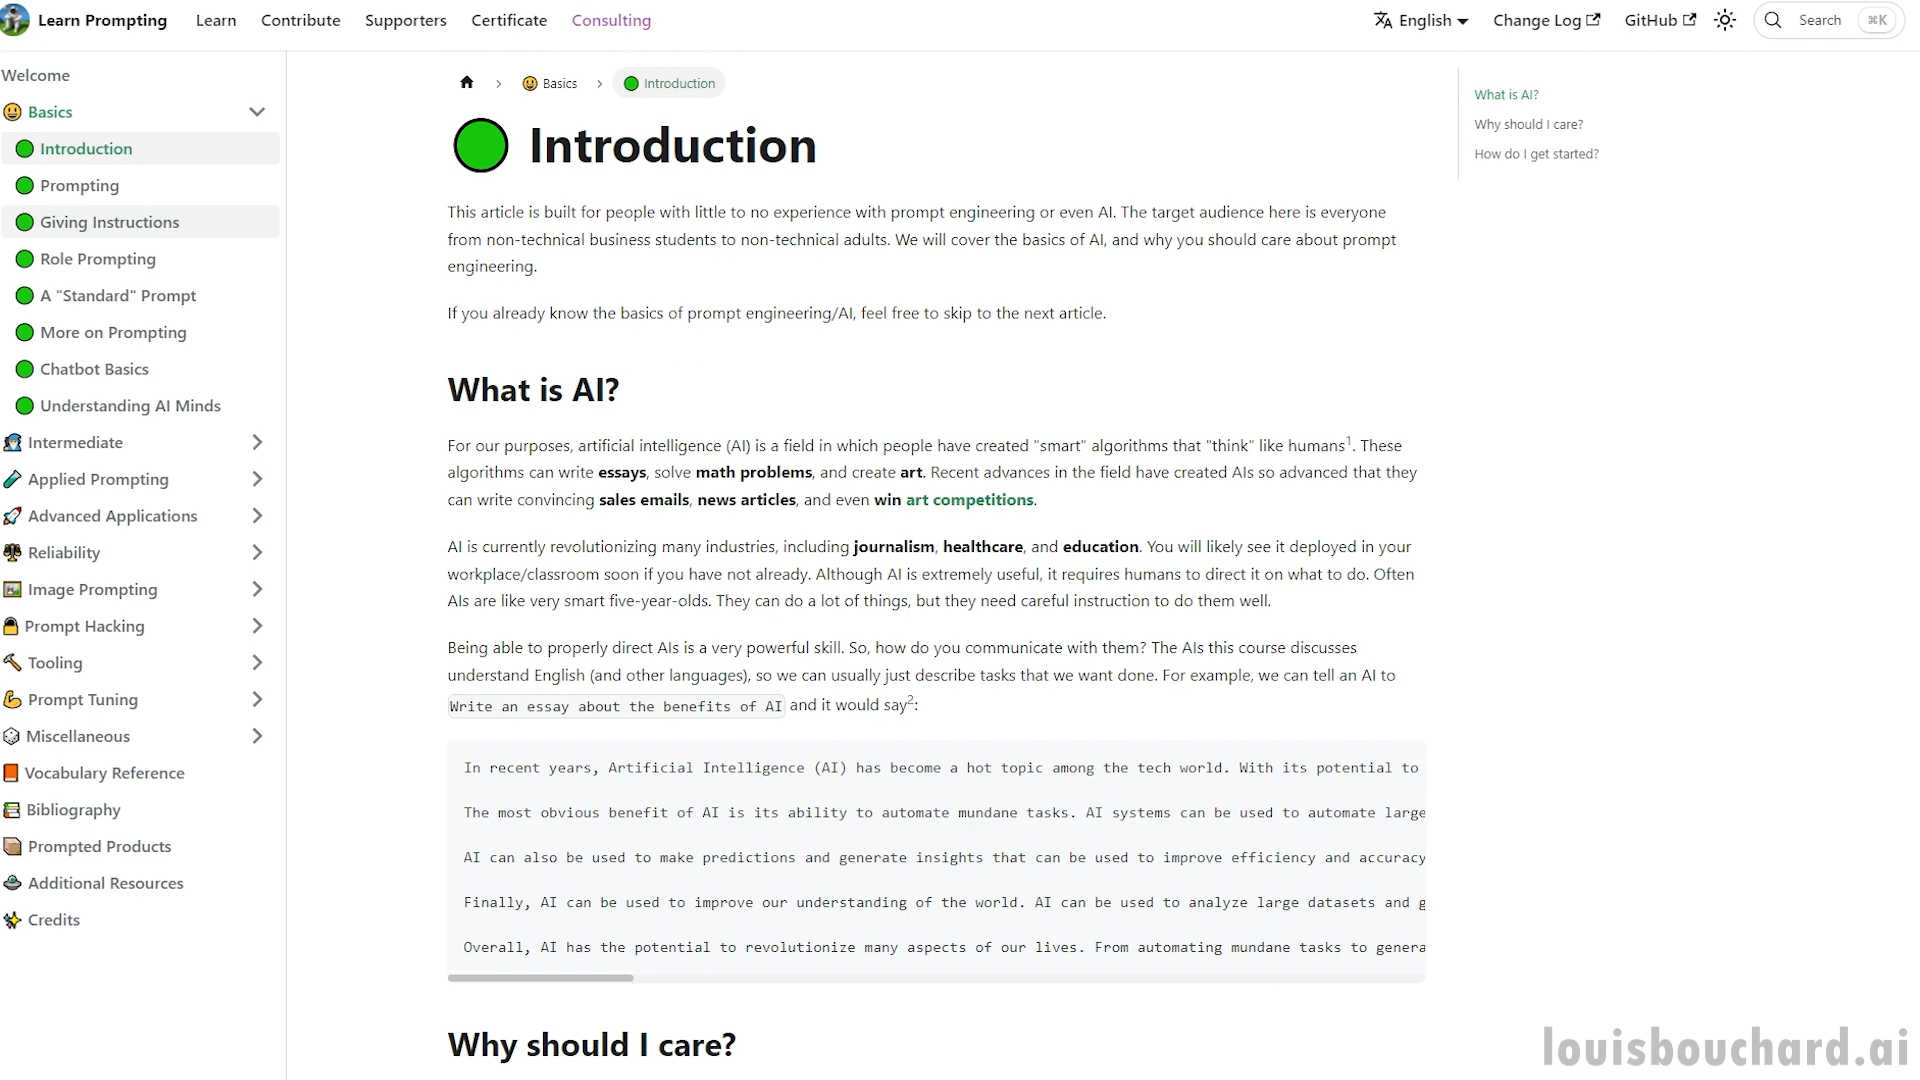 Learn Prompting Learn Contribute Supporters Certificate Consulting English Change Log GitHub Search ⌘K
Welcome
Basics
Introduction
Prompting
Giving Instructions
Role Prompting
A "Standard" Prompt
More on Prompting
Chatbot Basics
Understanding AI Minds
Intermediate
Applied Prompting
Advanced Applications
Reliability
Image Prompting
Prompt Hacking
Tooling
Prompt Tuning
Miscellaneous
Vocabulary Reference
Bibliography
Prompted Products
Additional Resources
Credits
Basics Introduction
Introduction
This article is built for people with little to no experience with prompt engineering or even AI. The target audience here is everyone
from non-technical business students to non-technical adults. We will cover the basics of AI, and why you should care about prompt
engineering.
If you already know the basics of prompt engineering/AI, feel free to skip to the next article.
What is AI?
For our purposes, artificial intelligence (AI) is a field in which people have created "smart" algorithms that "think" like humans1. These
algorithms can write essays, solve math problems, and create art. Recent advances in the field have created AIs so advanced that they
can write convincing sales emails, news articles, and even win art competitions.
AI is currently revolutionizing many industries, including journalism, healthcare, and education. You will likely see it deployed in your
workplace/classroom soon if you have not already. Although AI is extremely useful, it requires humans to direct it on what to do. Often
AIs are like very smart five-year-olds. They can do a lot of things, but they need careful instruction to do them well.
Being able to properly direct AIs is a very powerful skill. So, how do you communicate with them? The AIs this course discusses
understand English (and other languages), so we can usually just describe tasks that we want done. For example, we can tell an AI to
Write an essay about the benefits of AI and it would say2:
In recent years, Artificial Intelligence (AI) has become a hot topic among the tech world. With its potential to
The most obvious benefit of AI is its ability to automate mundane tasks. AI systems can be used to automate large
AI can also be used to make predictions and generate insights that can be used to improve efficiency and accuracy
Finally, AI can be used to improve our understanding of the world. AI can be used to analyze large datasets and g
Overall, AI has the potential to revolutionize many aspects of our lives. From automating mundane tasks to genera
Why should I care?
What is AI?
Why should I care?
How do I get started?
louisbouchard.ai